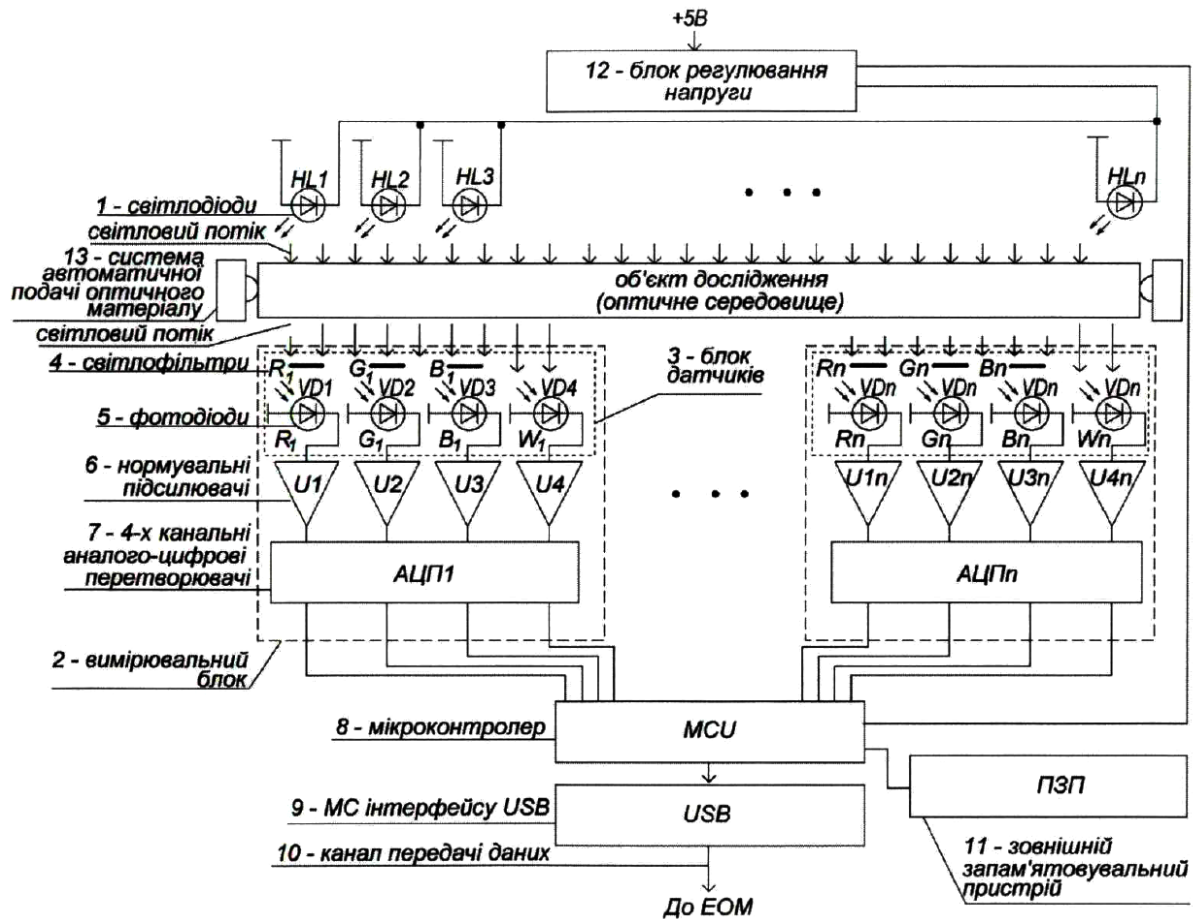 +5В
12 - блок регулювання
напруги
HL1
HL2
HL3
HLn
1 - світлодіоди
світловий потік
13 - система
автоматичної
подачі оптичного
матеріалу
об'єкт дослідження
(оптичне середовище)
світловий потік
4 - світлофільтри
R1
G1
B1
3 - блок
датчиків
Rn
Gn
Bn
VD1
VD2
VD3
VD4
VDn
VDn
VDn
VDn
5 - фотодіоди
R1
G1
B1
W1
Rn
Gn
Bn
Wn
6 - нормувальні
підсилювачі
U1
U2
U3
U4
U1n
U2n
U3n
U4n
7 - 4-х канальні
аналого-цифрові
перетворювачі
АЦП1
АЦПn
2 - вимірювальний
блок
8 - мікроконтролер
MCU
ПЗП
9 - МС інтерфейсу USB
USB
10 - канал передачі даних
11 - зовнішній
запам'ятовувальний
пристрій
До ЕОМ